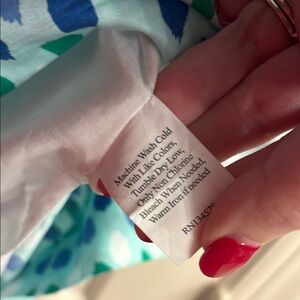 Machine Wash Cold
With Like Colors,
Tumble Dry Low,
Only Non Chlorine
Bleach When Needed,
Warm Iron if needed